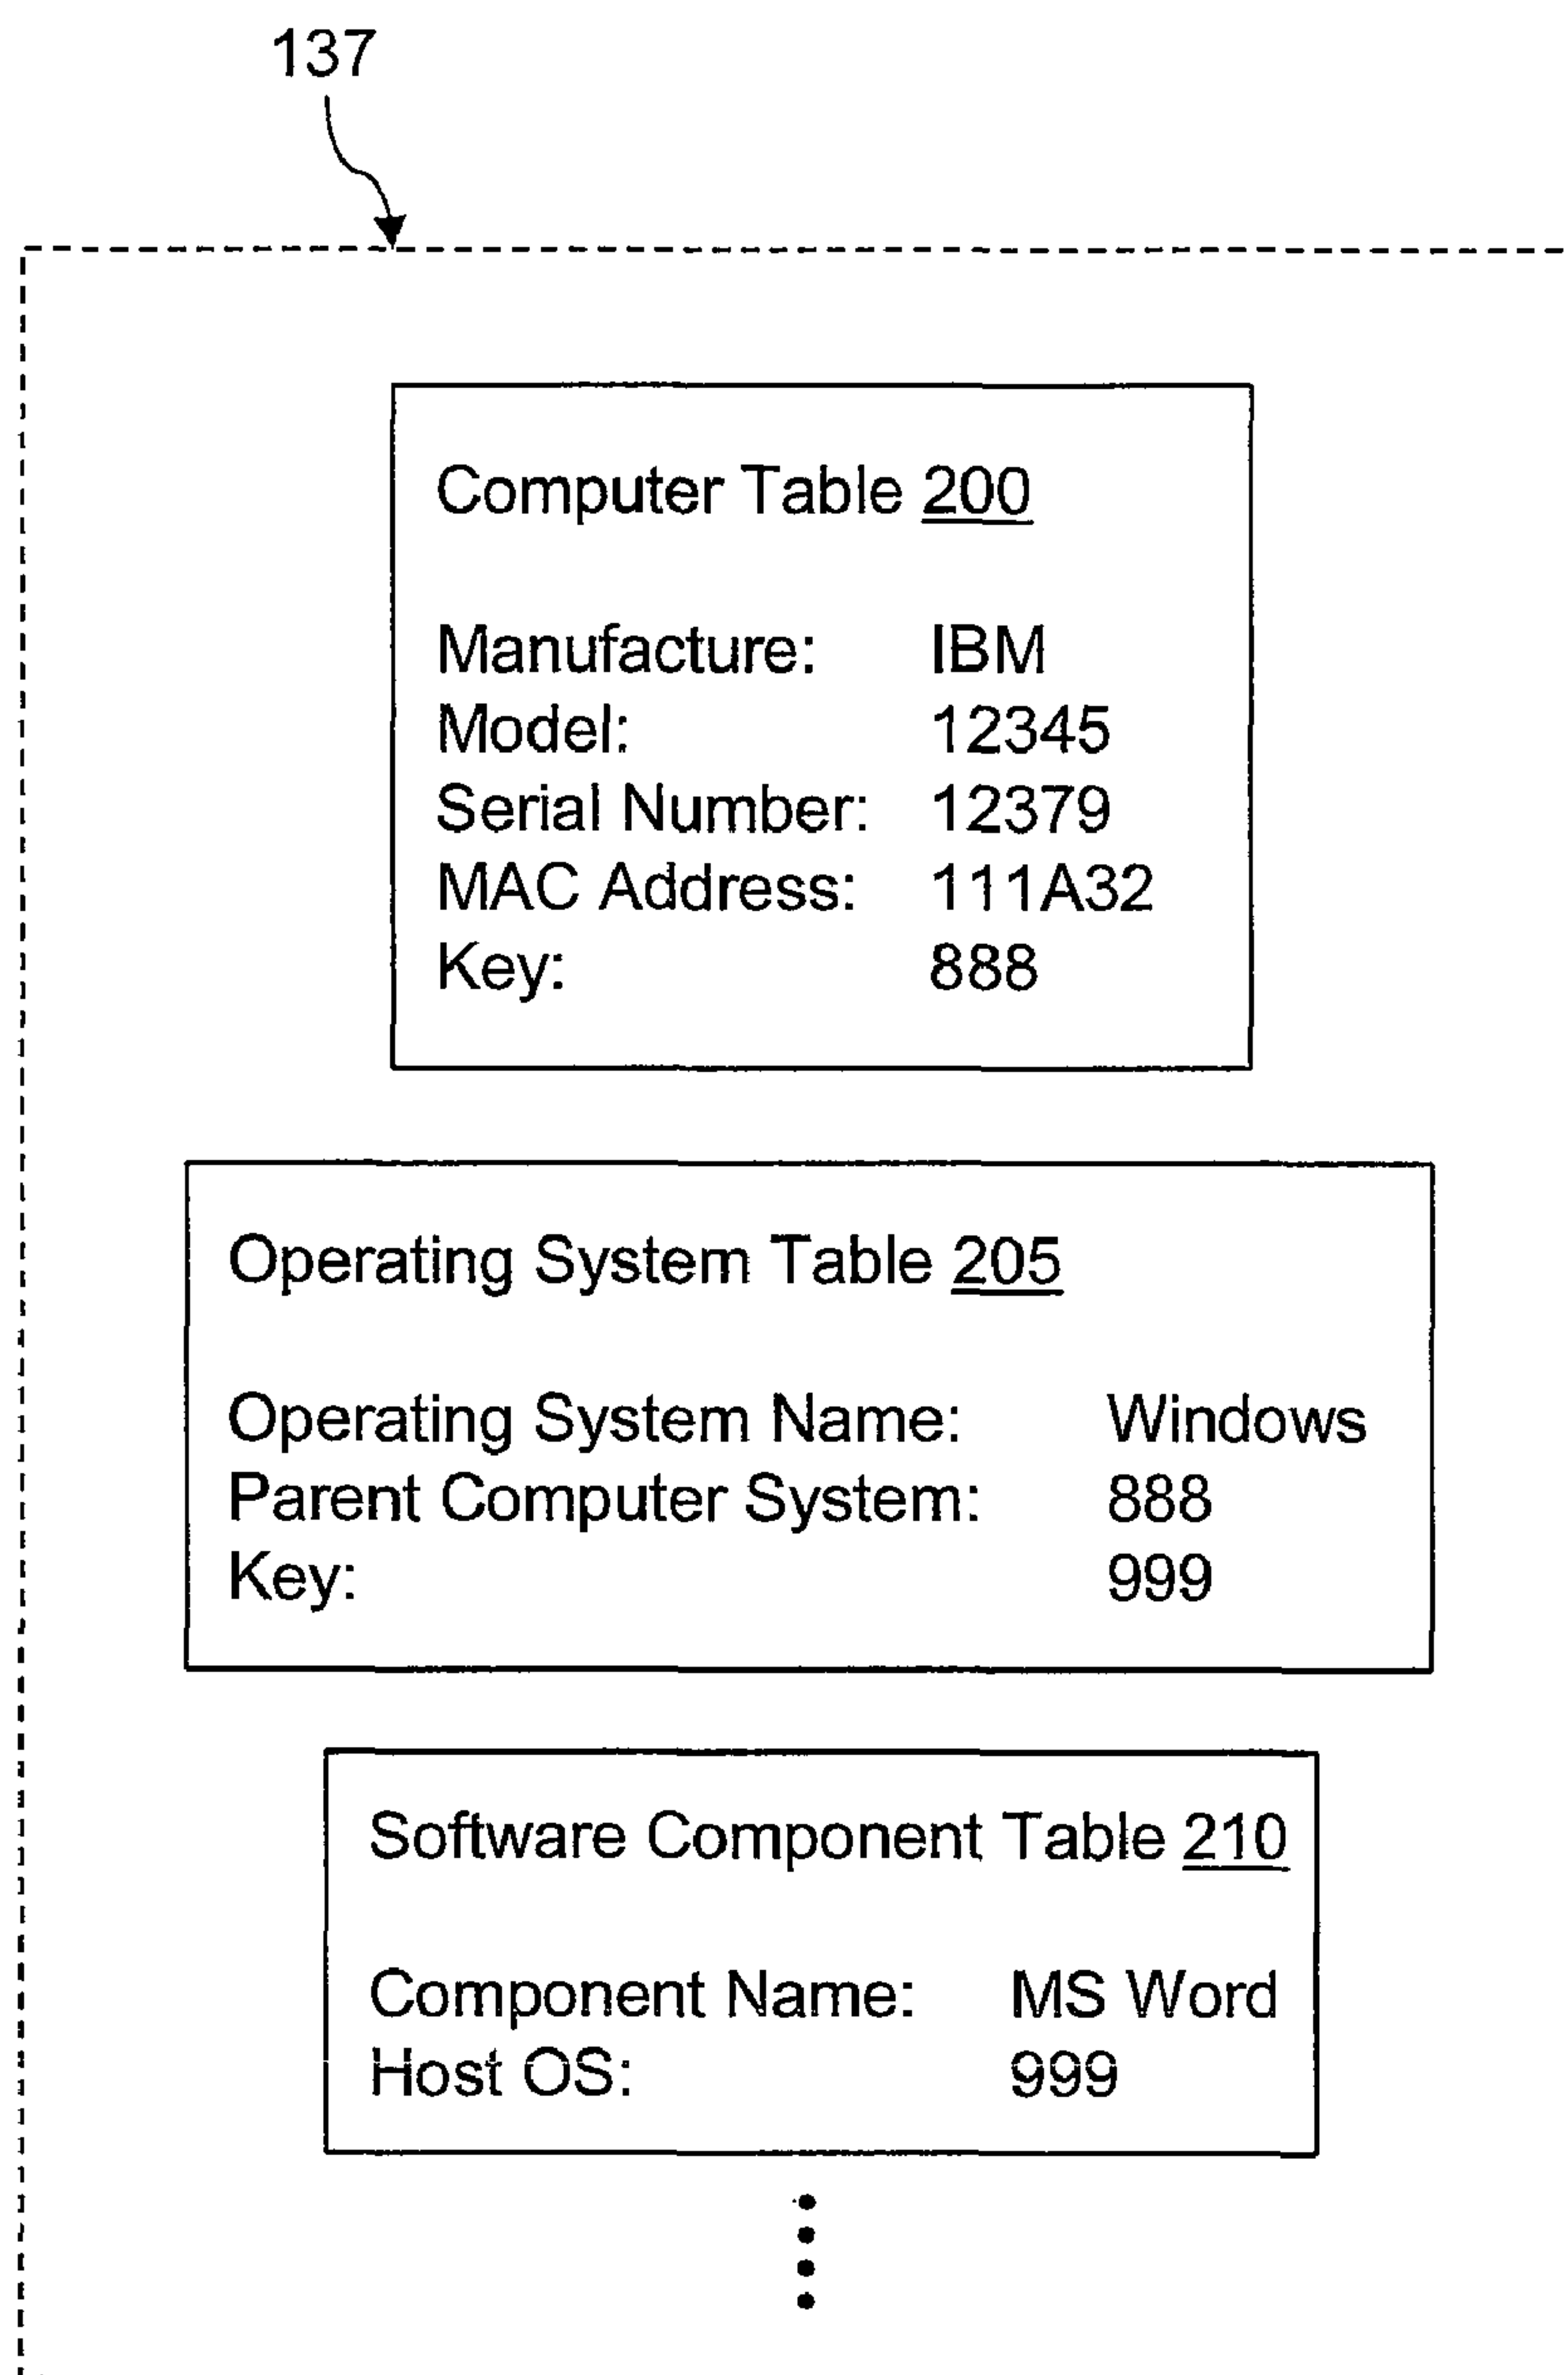 137
Computer Table 200
Manufacture: IBM
Model: 12345
Serial Number: 12379
MAC Address: 111A32
Key: 888
Operating System Table 205
Operating System Name: Windows
Parent Computer System: 888
Key: 999
Software Component Table 210
Component Name: MS Word
Host OS: 999